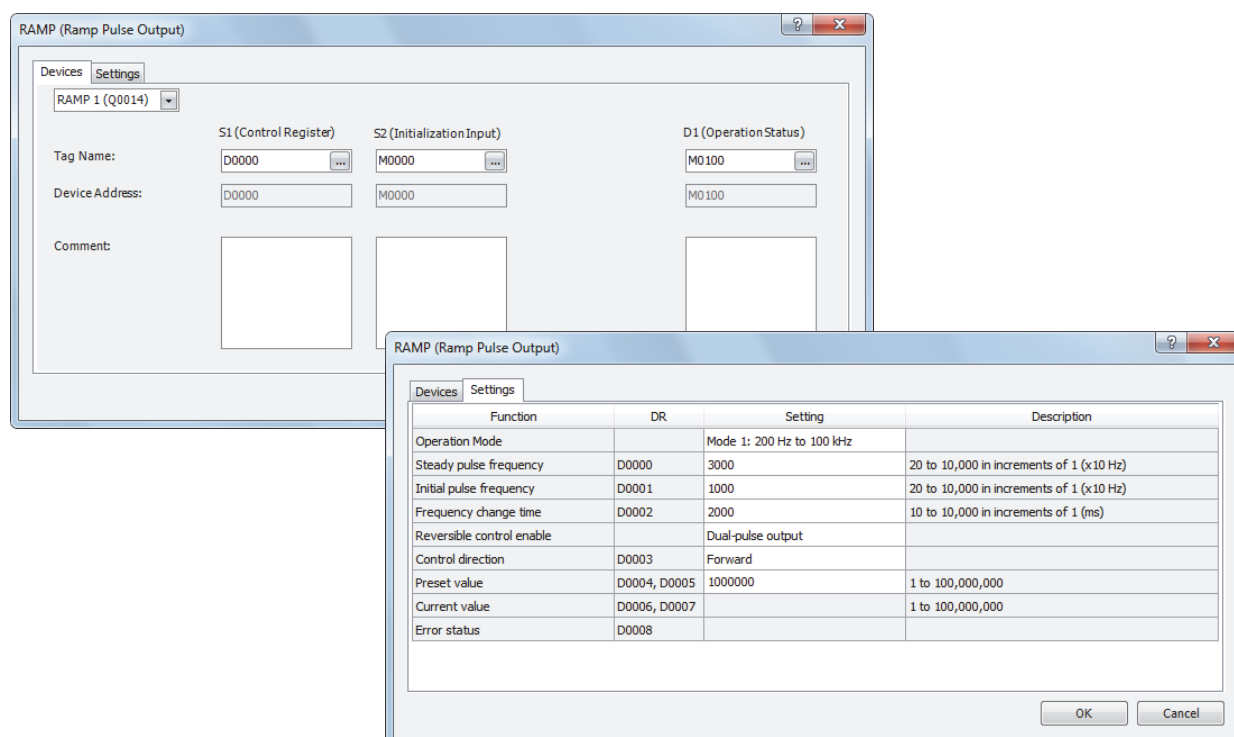 RAMP (Ramp Pulse Output)
Devices Settings
RAMP 1 (Q0014)
S1 (Control Register) S2 (Initialization Input) D1 (Operation Status)
Tag Name: D0000 ... M0000 ... M0100 ...
Device Address: D0000 M0000 M0100
Comment:
RAMP (Ramp Pulse Output)
Devices Settings
Function DR Setting Description
Operation Mode Mode 1: 200 Hz to 100 kHz
Steady pulse frequency D0000 3000 20 to 10,000 in increments of 1 (x10 Hz)
Initial pulse frequency D0001 1000 20 to 10,000 in increments of 1 (x10 Hz)
Frequency change time D0002 2000 10 to 10,000 in increments of 1 (ms)
Reversible control enable Dual-pulse output
Control direction D0003 Forward
Preset value D0004, D0005 1000000 1 to 100,000,000
Current value D0006, D0007 1 to 100,000,000
Error status D0008
OK Cancel